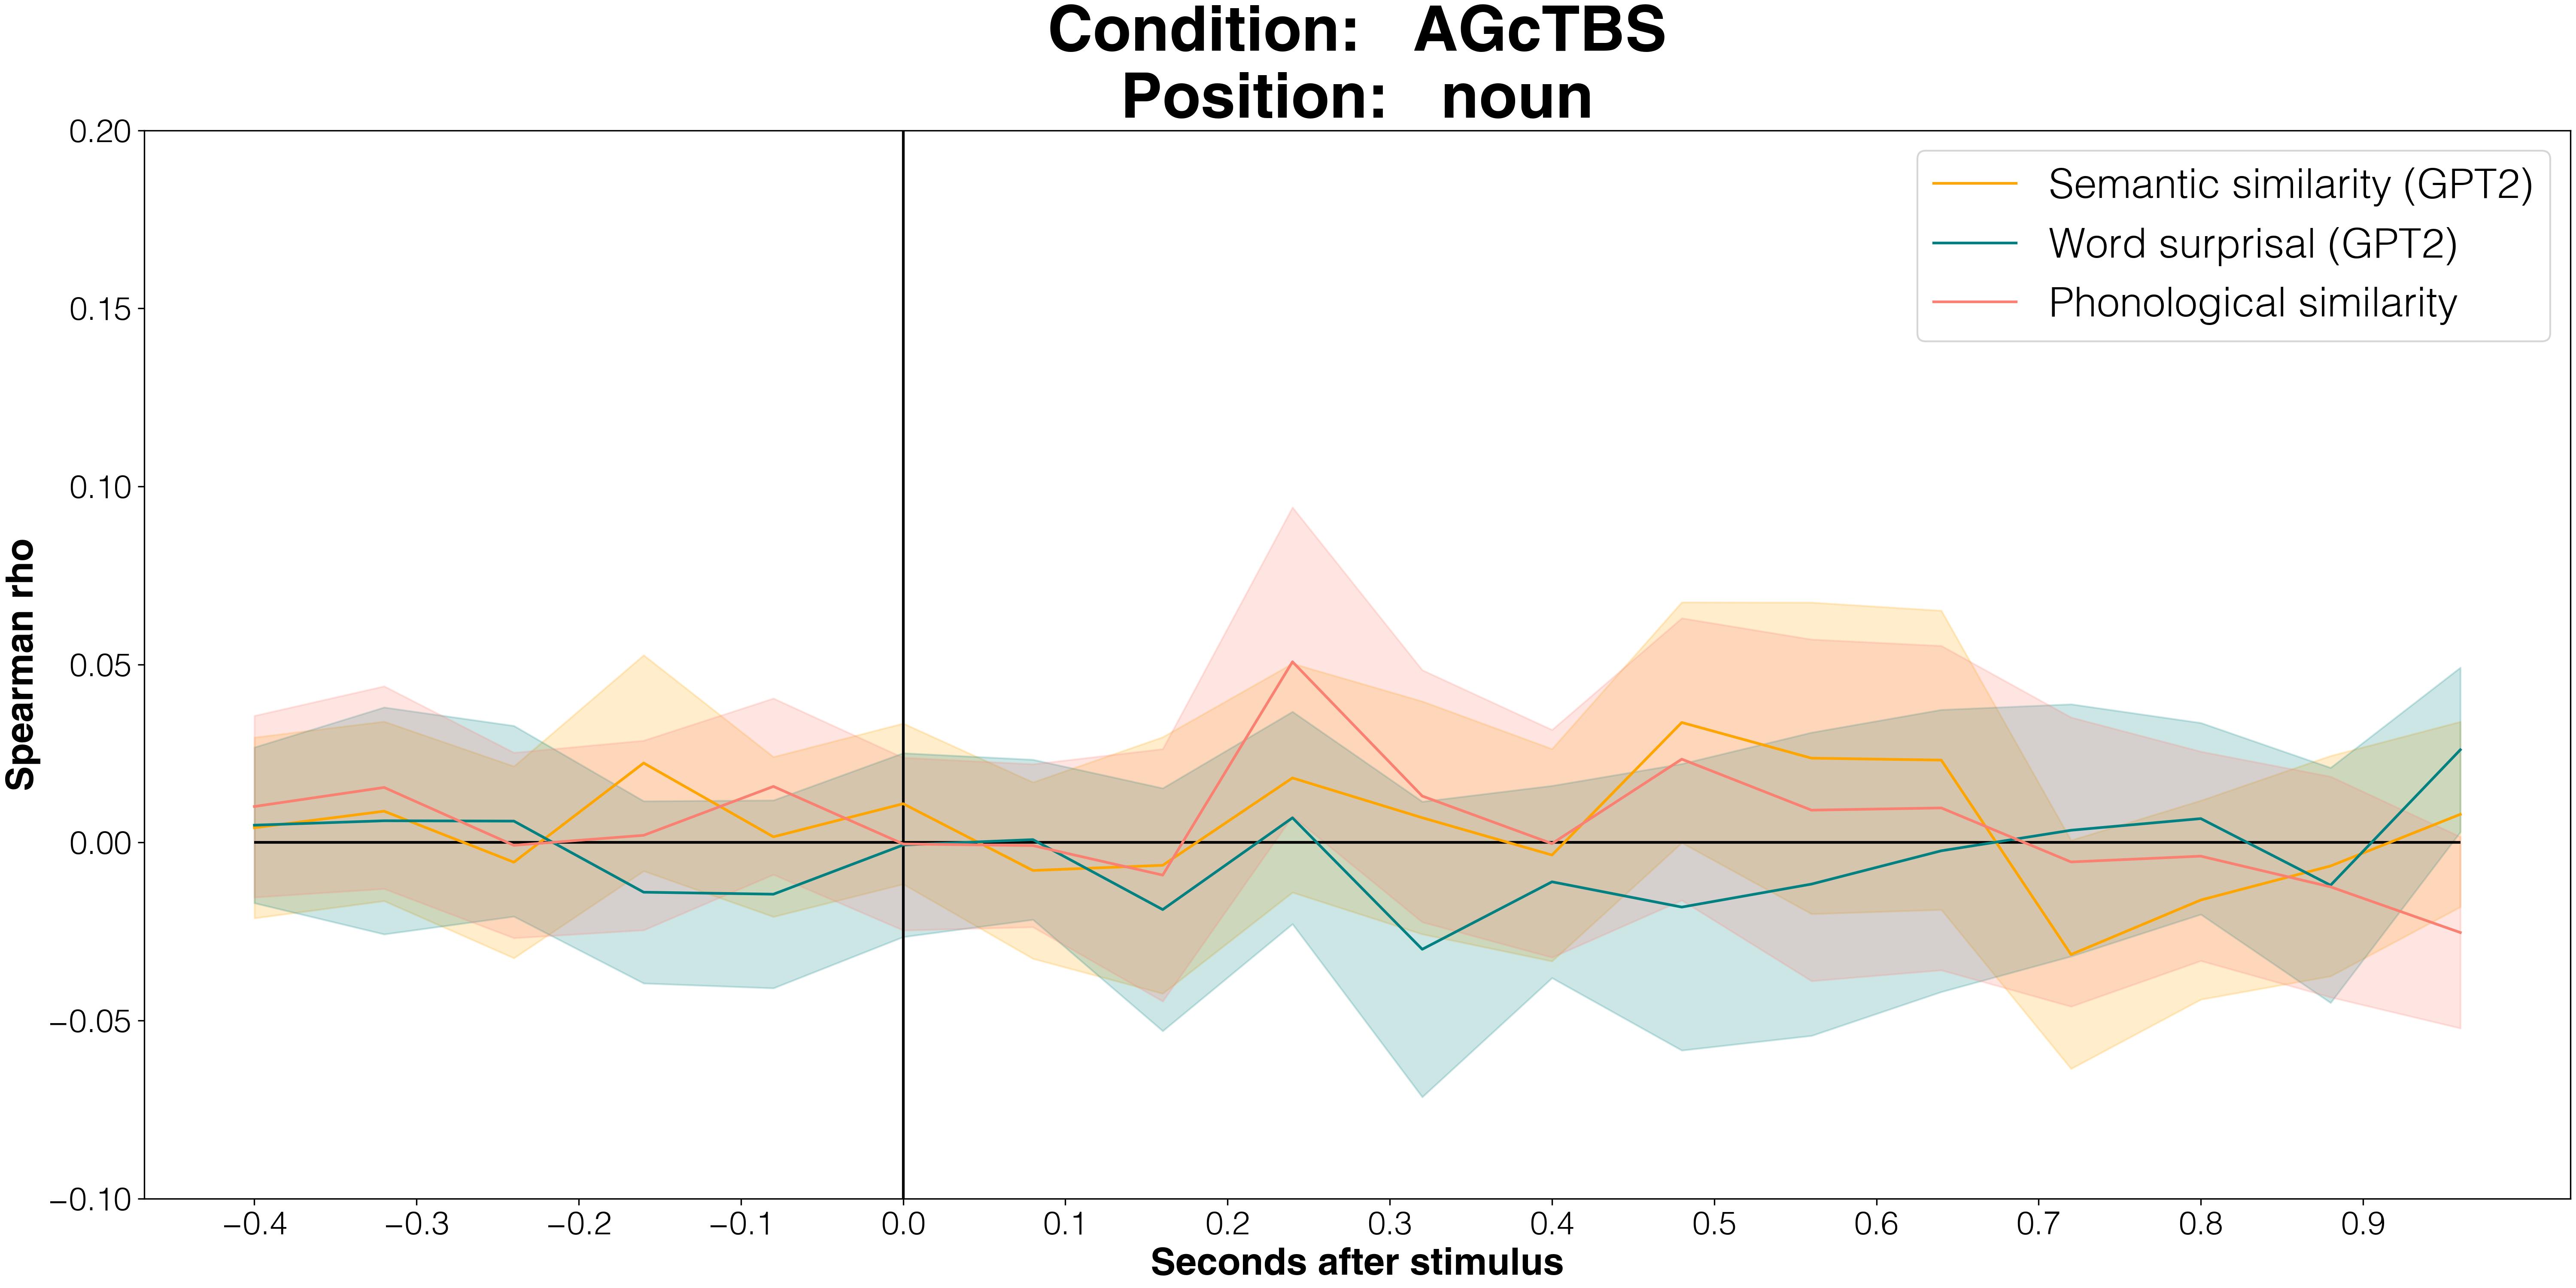 Condition: AGcTBS
Position: noun
0.20
0.15
0.10
0.05
0.00
−0.05
−0.10
Spearman rho
Semantic similarity (GPT2)
Word surprisal (GPT2)
Phonological similarity
−0.4 −0.3 −0.2 −0.1 0.0 0.1 0.2 0.3 0.4 0.5 0.6 0.7 0.8 0.9
Seconds after stimulus